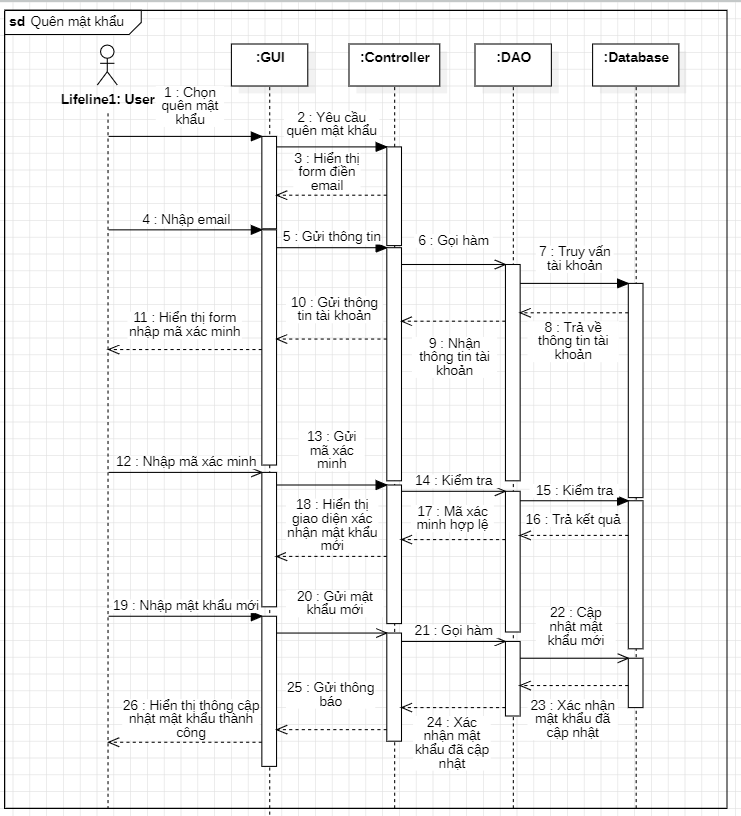 sd Quên mật khẩu
:GUI
:Controller
:DAO
:Database
Lifeline1: User
1 : Chọn
quên mật
khẩu
2 : Yêu cầu
quên mật khẩu
3 : Hiển thị
form điền
email
4 : Nhập email
5 : Gửi thông tin
6 : Gọi hàm
7 : Truy vấn
tài khoản
8 : Trả về
thông tin tài
khoản
9 : Nhận
thông tin tài
khoản
10 : Gửi thông
tin tài khoản
11 : Hiển thị form
nhập mã xác minh
12 : Nhập mã xác minh
13 : Gửi
mã xác
minh
14 : Kiểm tra
15 : Kiểm tra
16 : Trả kết quả
17 : Mã xác
minh hợp lệ
18 : Hiển thị
giao diện xác
nhận mật khẩu
mới
19 : Nhập mật khẩu mới
20 : Gửi mật
khẩu mới
21 : Gọi hàm
22 : Cập
nhật mật
khẩu mới
23 : Xác nhận
mật khẩu đã
cập nhật
24 : Xác
nhận mật
khẩu đã cập
nhật
25 : Gửi thông
báo
26 : Hiển thị thông cập
nhật mật khẩu thành
công